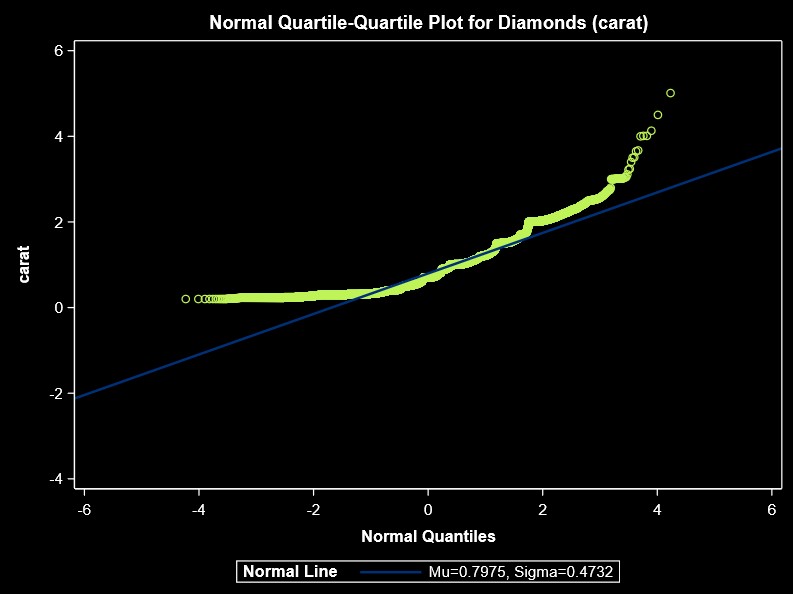 Normal Quartile-Quartile Plot for Diamonds (carat)
6
4
2
0
-2
-4
carat
-6 -4 -2 0 2 4 6
Normal Quantiles
Normal Line Mu=0.7975, Sigma=0.4732